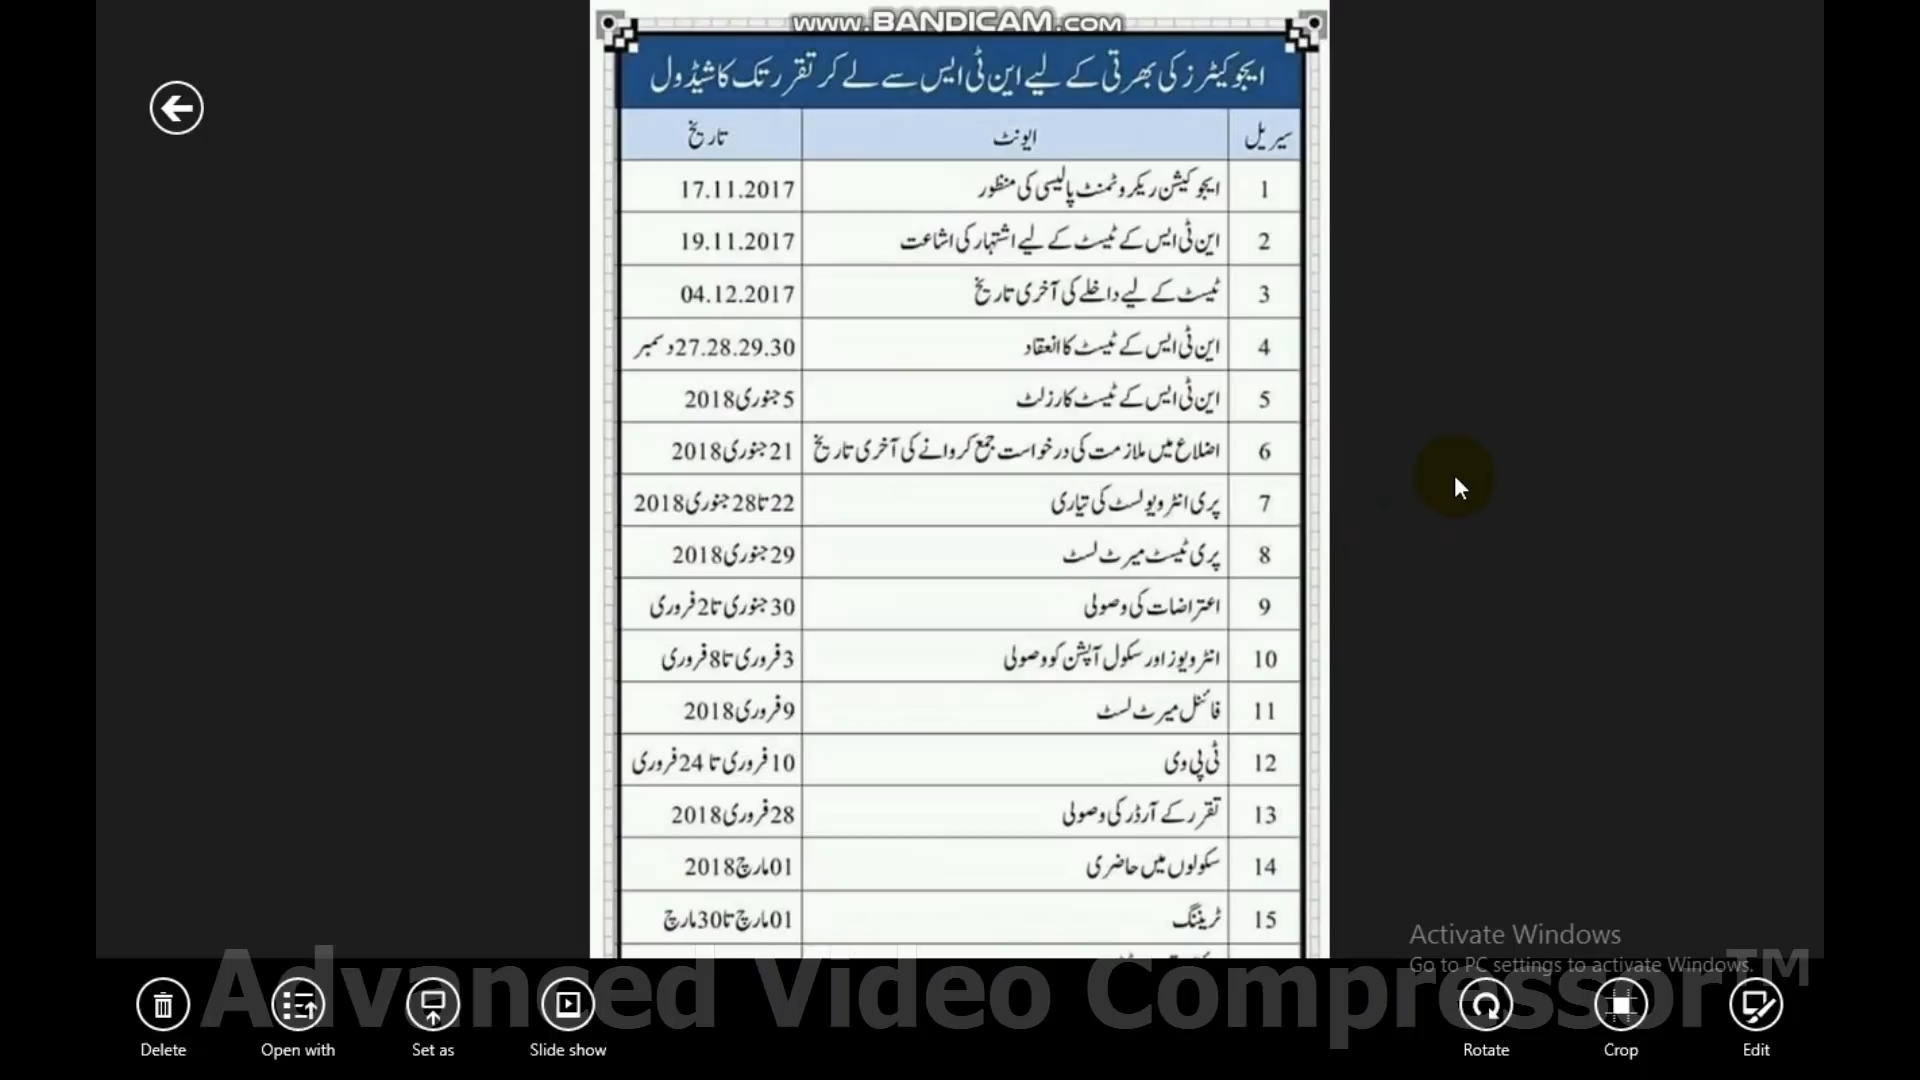 www.BANDICAM.com
ایجوکیٹرز کی بھرتی کے لیے این ٹی ایس سے لے کر تقرر تک کا شیڈول
سیریل ایونٹ تاریخ
1 ایجوکیشن ریکروٹمنٹ پالیسی کی منظور 17.11.2017
2 این ٹی ایس کے ٹیسٹ کے لیے اشتہار کی اشاعت 19.11.2017
3 ٹیسٹ کے لیے داخلے کی آخری تاریخ 04.12.2017
4 این ٹی ایس کے ٹیسٹ کا انعقاد 27.28.29.30 دسمبر
5 این ٹی ایس کے ٹیسٹ کا رزلٹ 5 جنوری 2018
6 اضلاع میں ملازمت کی درخواست جمع کروانے کی آخری تاریخ 21 جنوری 2018
7 پری انٹرویو لسٹ کی تیاری 22 تا 28 جنوری 2018
8 پری ٹیسٹ میرٹ لسٹ 29 جنوری 2018
9 اعتراضات کی وصولی 30 جنوری تا 2 فروری
10 انٹرویوز اور سکول آپشن کو وصولی 3 فروری تا 8 فروری
11 فائنل میرٹ لسٹ 9 فروری 2018
12 ٹی پی وی 10 فروری تا 24 فروری
13 تقرر کے آرڈر کی وصولی 28 فروری 2018
14 سکولوں میں حاضری 01 مارچ 2018
15 ٹریننگ 01 مارچ تا 30 مارچ
Activate Windows
Go to PC settings to activate Windows.
Advanced Video Compressor™
Delete Open with Set as Slide show Rotate Crop Edit